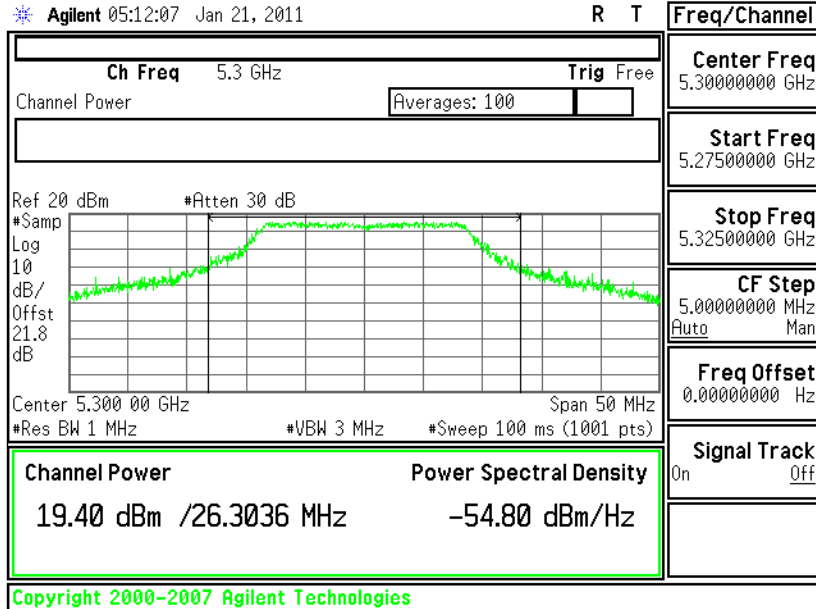 Agilent 05:12:07 Jan 21, 2011 R T
Freq/Channel
Ch Freq 5.3 GHz Trig Free
Channel Power Averages: 100
Ref 20 dBm #Atten 30 dB
#Samp
Log
10
dB/
Offst
21.8
dB
Center 5.300 00 GHz Span 50 MHz
#Res BW 1 MHz #VBW 3 MHz #Sweep 100 ms (1001 pts)
Channel Power Power Spectral Density
19.40 dBm /26.3036 MHz -54.80 dBm/Hz
Center Freq
5.30000000 GHz
Start Freq
5.27500000 GHz
Stop Freq
5.32500000 GHz
CF Step
5.00000000 MHz
Auto Man
Freq Offset
0.00000000 Hz
Signal Track
On Off
Copyright 2000-2007 Agilent Technologies